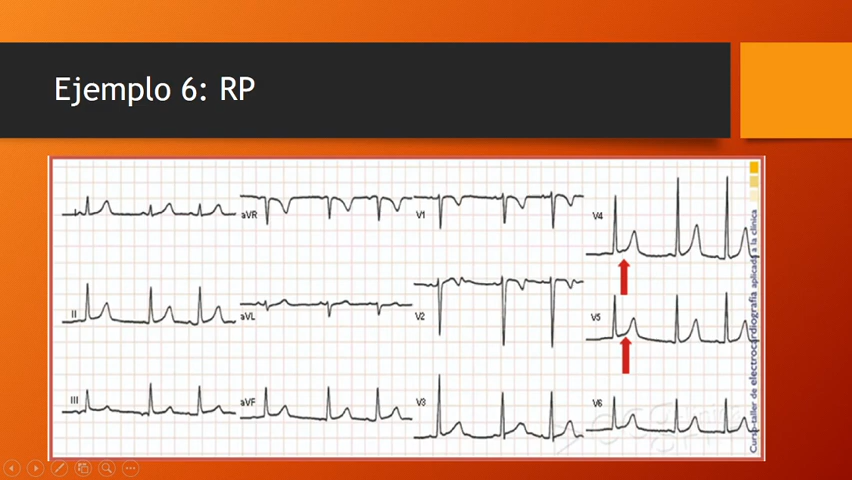 Ejemplo 6: RP
I
aVR
V1
V4
II
aVL
V2
V5
III
aVF
V3
V6
Curso-taller de electrocardiografía aplicada a la clínica